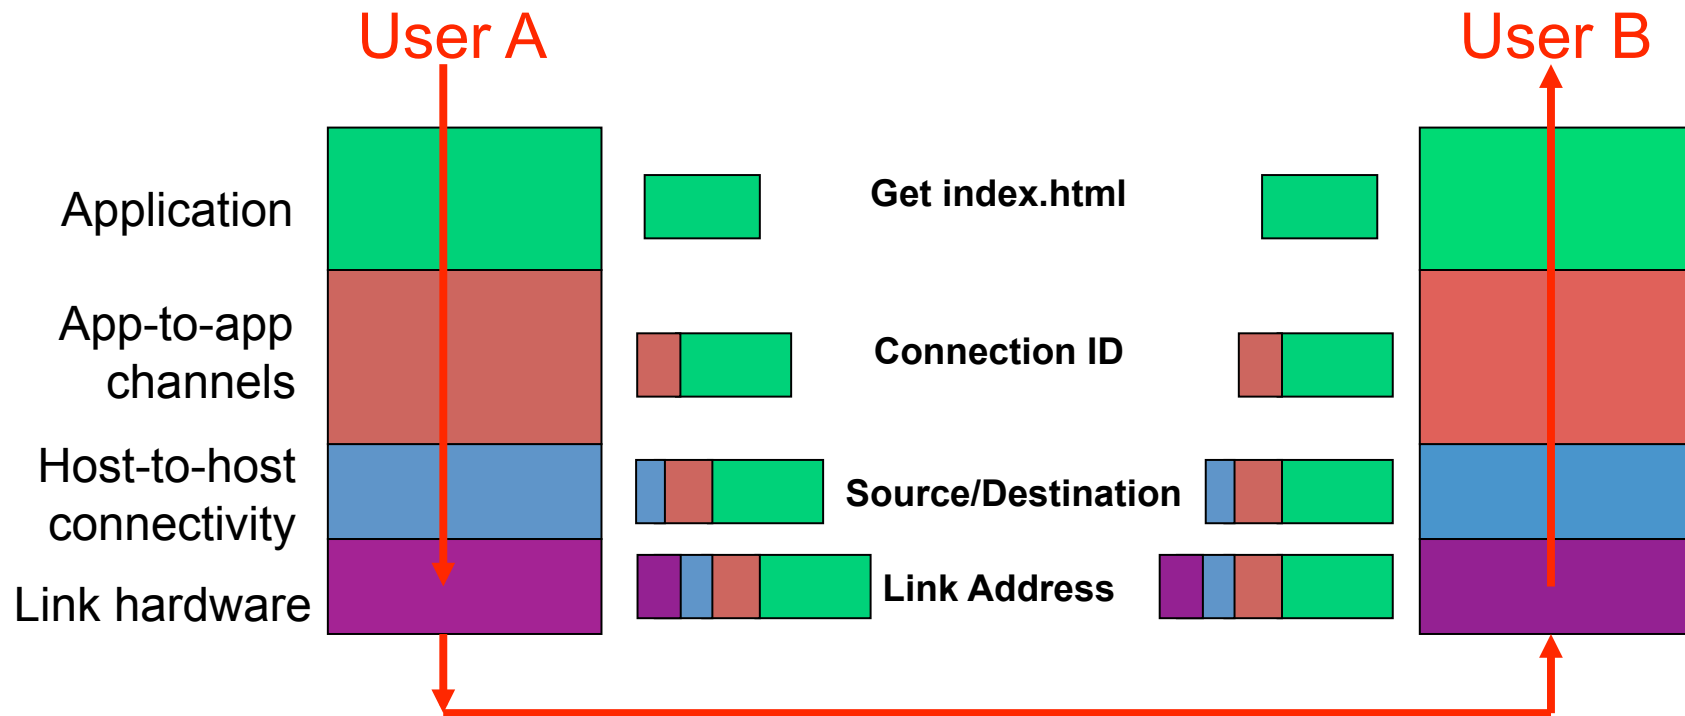 User A
User B
Application
Get index.html
App-to-app
channels
Connection ID
Host-to-host
connectivity
Source/Destination
Link hardware
Link Address